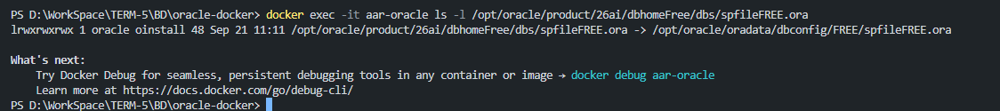 PS D:\WorkSpace\TERM-5\BD\oracle-docker> docker exec -it aar-oracle ls -l /opt/oracle/product/26ai/dbhomeFree/dbs/spfileFREE.ora
lrwxrwxrwx 1 oracle oinstall 48 Sep 21 11:11 /opt/oracle/product/26ai/dbhomeFree/dbs/spfileFREE.ora -> /opt/oracle/oradata/dbconfig/FREE/spfileFREE.ora
What's next:
Try Docker Debug for seamless, persistent debugging tools in any container or image → docker debug aar-oracle
Learn more at https://docs.docker.com/go/debug-cli/
PS D:\WorkSpace\TERM-5\BD\oracle-docker>